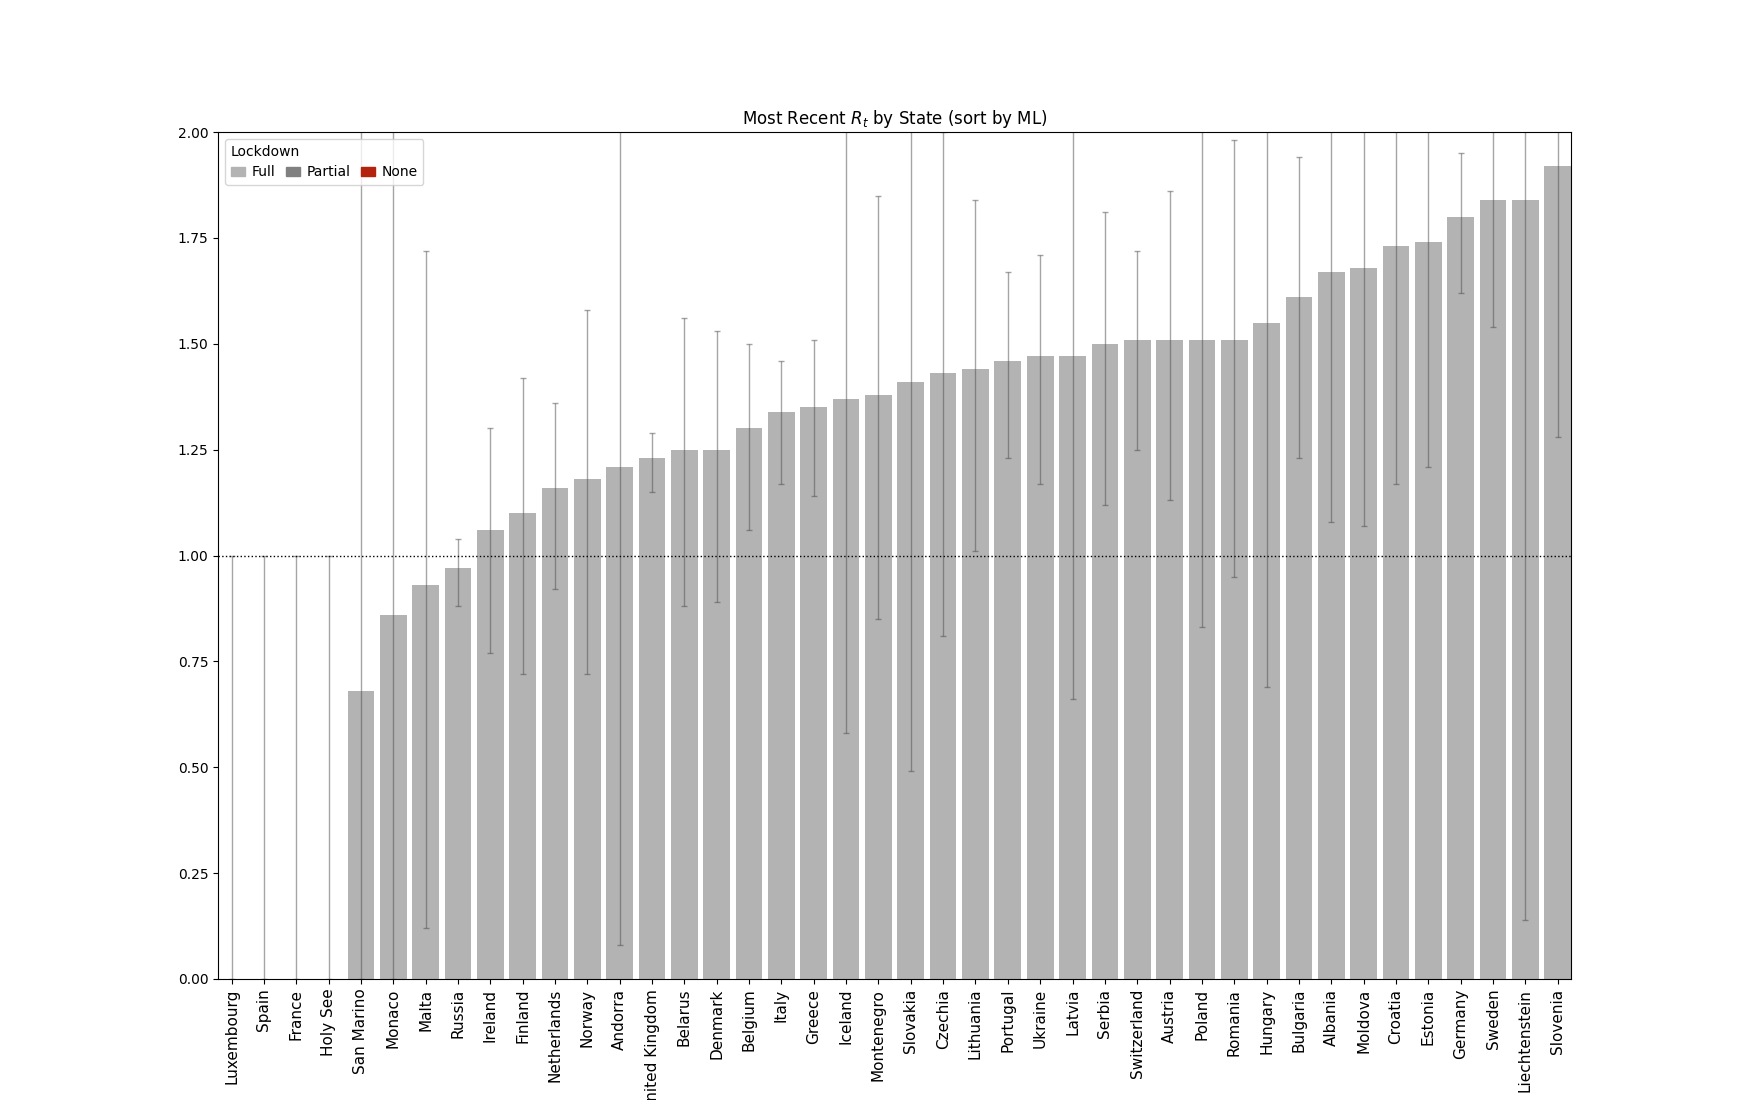 Most Recent Rt by State (sort by ML)
Lockdown
Full Partial None
2.00
1.75
1.50
1.25
1.00
0.75
0.50
0.25
0.00
Luxembourg
Spain
France
Holy See
San Marino
Monaco
Malta
Russia
Ireland
Finland
Netherlands
Norway
Andorra
nited Kingdom
Belarus
Denmark
Belgium
Italy
Greece
Iceland
Montenegro
Slovakia
Czechia
Lithuania
Portugal
Ukraine
Latvia
Serbia
Switzerland
Austria
Poland
Romania
Hungary
Bulgaria
Albania
Moldova
Croatia
Estonia
Germany
Sweden
Liechtenstein
Slovenia